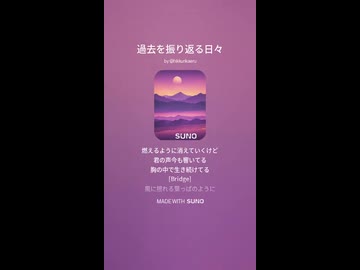 過去を振り返る日々
SUNO
燃えるように消えていくけど
君の声今も響いてる
胸の中で生き続けてる
[Bridge]
風に揺れる葉っぱのように
MADE WITH SUNO